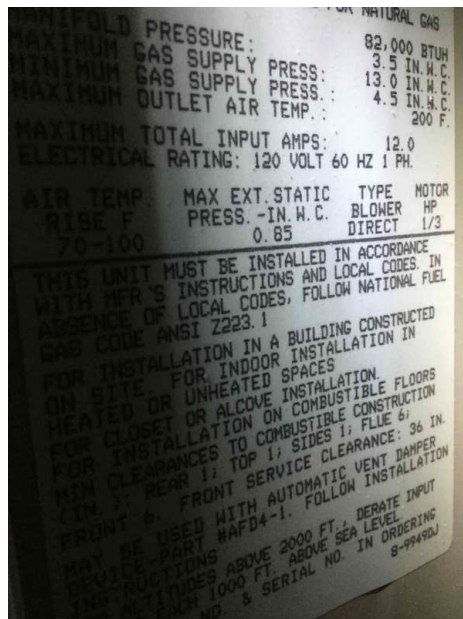 FOR NATURAL GAS
82,000 BTUH
MANIFOLD PRESSURE: 3.5 IN.W.C.
MAXIMUM GAS SUPPLY PRESS: 13.0 IN.W.C.
MINIMUM GAS SUPPLY PRESS.: 4.5 IN.W.C.
MAXIMUM OUTLET AIR TEMP.: 200 F.
MAXIMUM TOTAL INPUT AMPS: 12.0
ELECTRICAL RATING: 120 VOLT 60 HZ 1 PH.
AIR TEMP. MAX EXT.STATIC TYPE MOTOR
RISE F PRESS.-IN.W.C. BLOWER HP
70-100 0.85 DIRECT 1/3
THIS UNIT MUST BE INSTALLED IN ACCORDANCE
WITH MFR'S INSTRUCTIONS AND LOCAL CODES. IN
ABSENCE OF LOCAL CODES, FOLLOW NATIONAL FUEL
GAS CODE ANSI Z223.1
FOR INSTALLATION IN A BUILDING CONSTRUCTED
ON SITE. FOR INDOOR INSTALLATION IN
HEATED OR UNHEATED SPACES
FOR CLOSET OR ALCOVE INSTALLATION.
FOR INSTALLATION ON COMBUSTIBLE FLOORS
MIN CLEARANCES TO COMBUSTIBLE CONSTRUCTION
(IN.): REAR 1; TOP 1; SIDES 1; FLUE 6;
FRONT 6. FRONT SERVICE CLEARANCE: 36 IN.
MAY BE USED WITH AUTOMATIC VENT DAMPER
DEVICE-PART #AFD4-1. FOLLOW INSTALLATION
INSTRUCTIONS
ALTITUDES ABOVE 2000 FT., DERATE INPUT
EACH 1000 FT. ABOVE SEA LEVEL
NO. & SERIAL NO. IN ORDERING
8-9949DJ